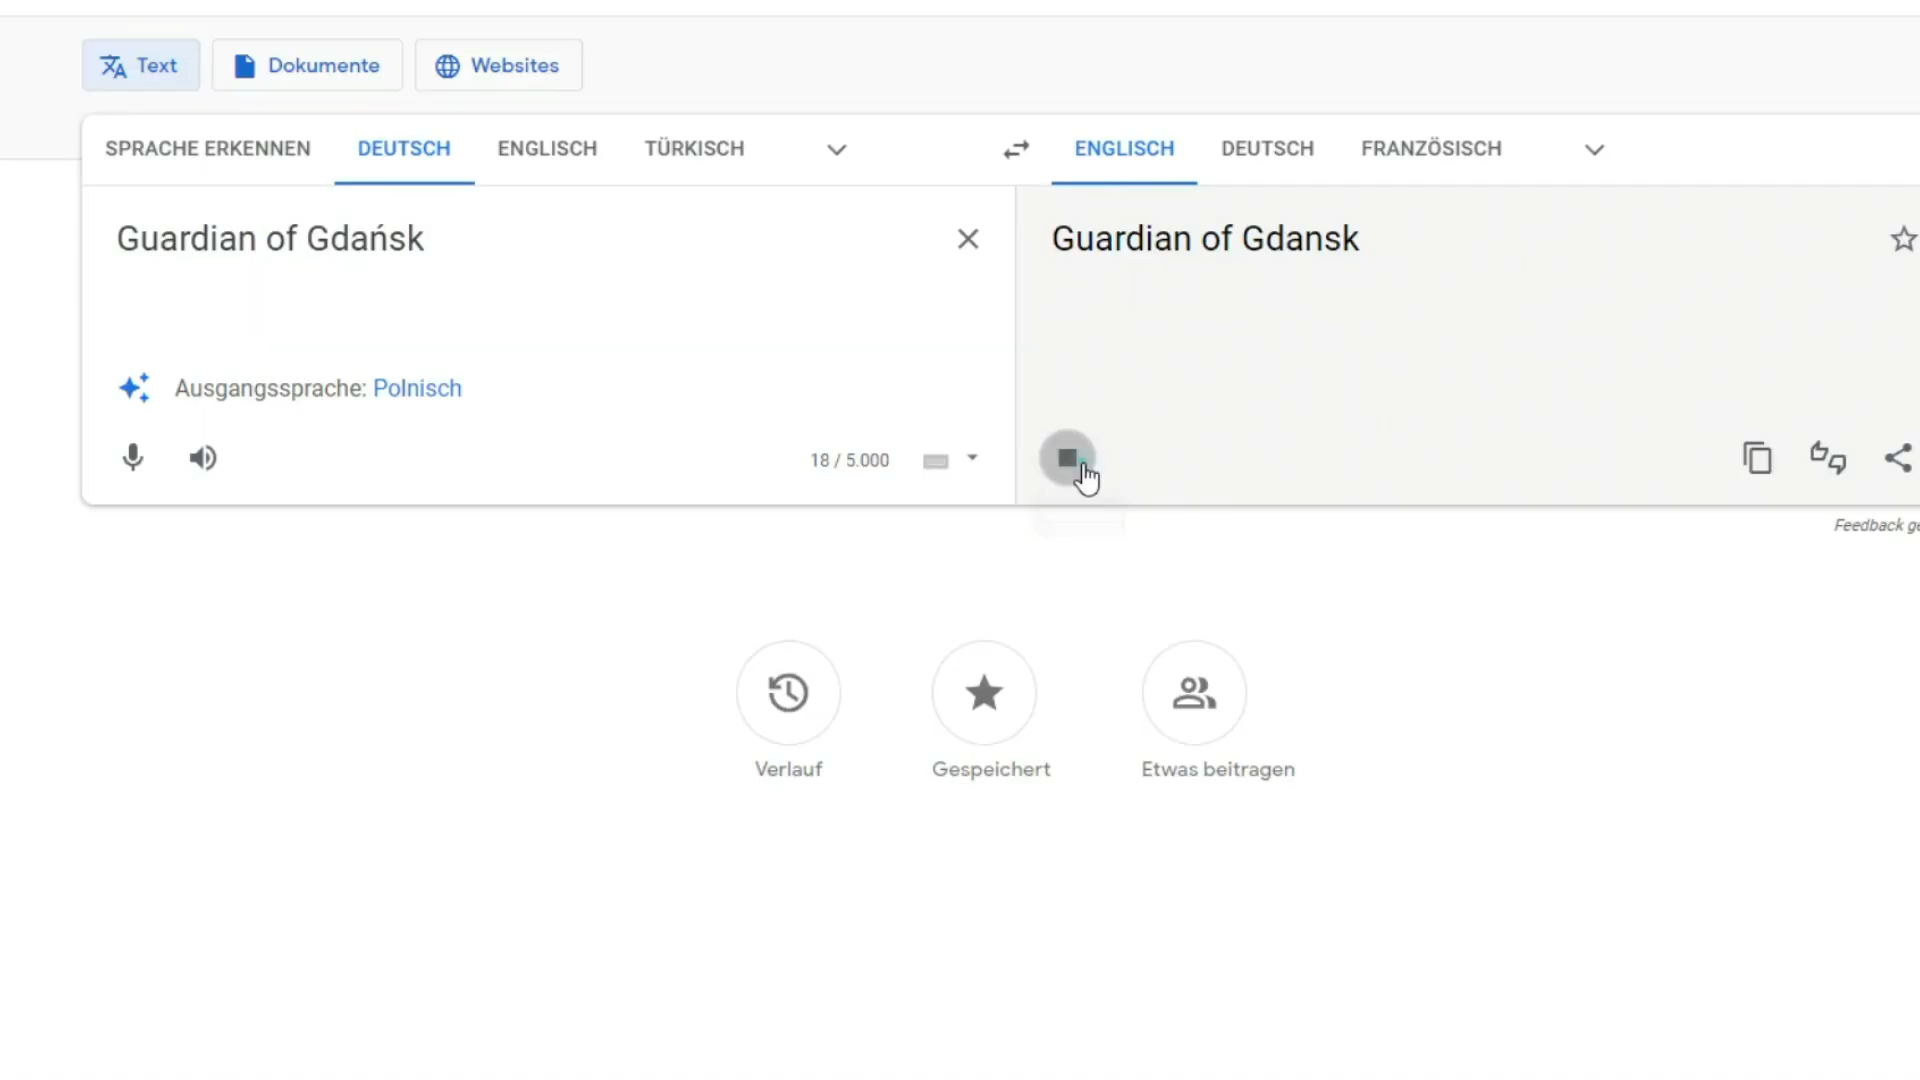 Text Dokumente Websites
SPRACHE ERKENNEN DEUTSCH ENGLISCH TÜRKISCH ENGLISCH DEUTSCH FRANZÖSISCH
Guardian of Gdańsk
Guardian of Gdansk
Ausgangssprache: Polnisch
18 / 5.000
Feedback
Verlauf Gespeichert Etwas beitragen